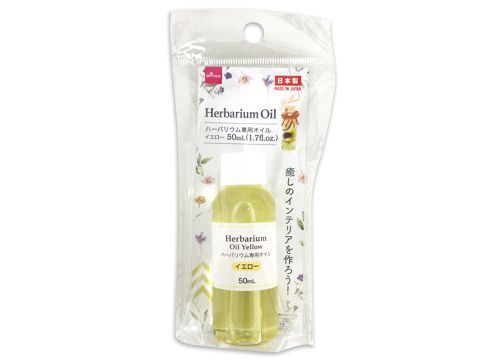 DAISO
日本製
MADE IN JAPAN
Herbarium Oil
ハーバリウム専用オイル
イエロー 50mL(1.7fl.oz.)
Yellow
癒しのインテリアを作ろう!
Herbarium
Oil Yellow
ハーバリウム専用オイル
イエロー
50mL